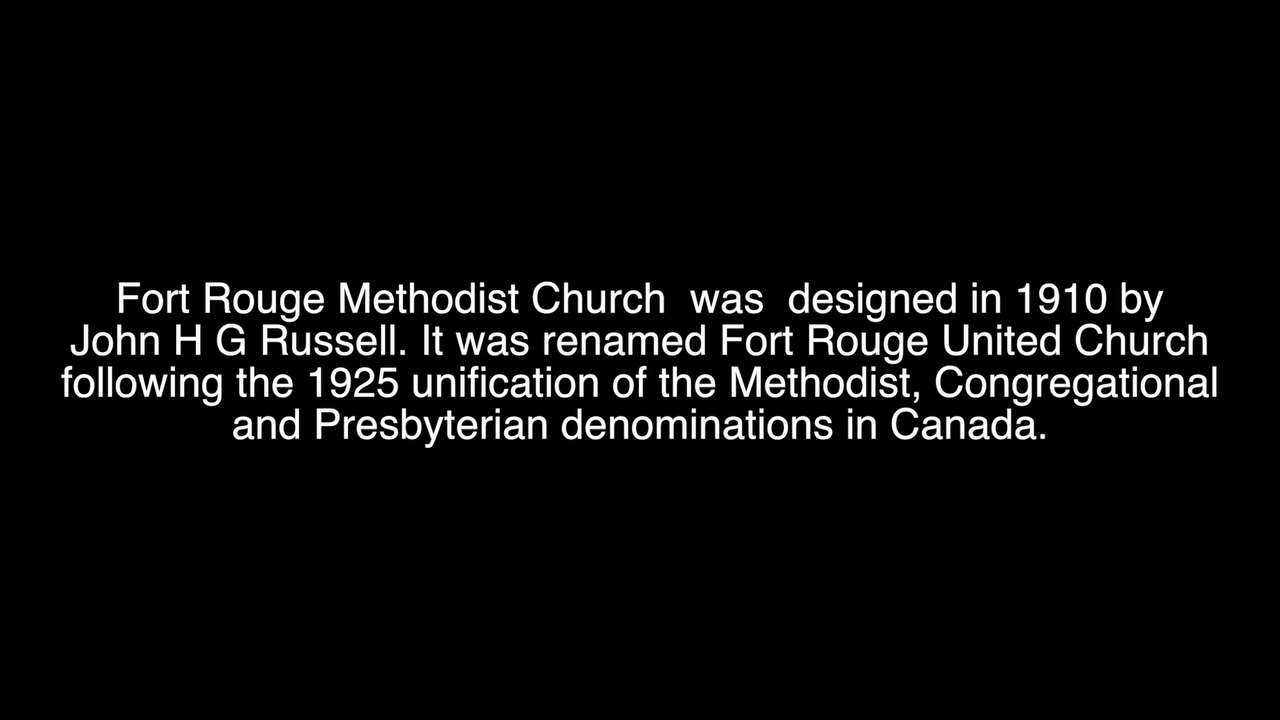 Fort Rouge Methodist Church  was  designed in 1910 by
John H G Russell. It was renamed Fort Rouge United Church
following the 1925 unification of the Methodist, Congregational
and Presbyterian denominations in Canada.